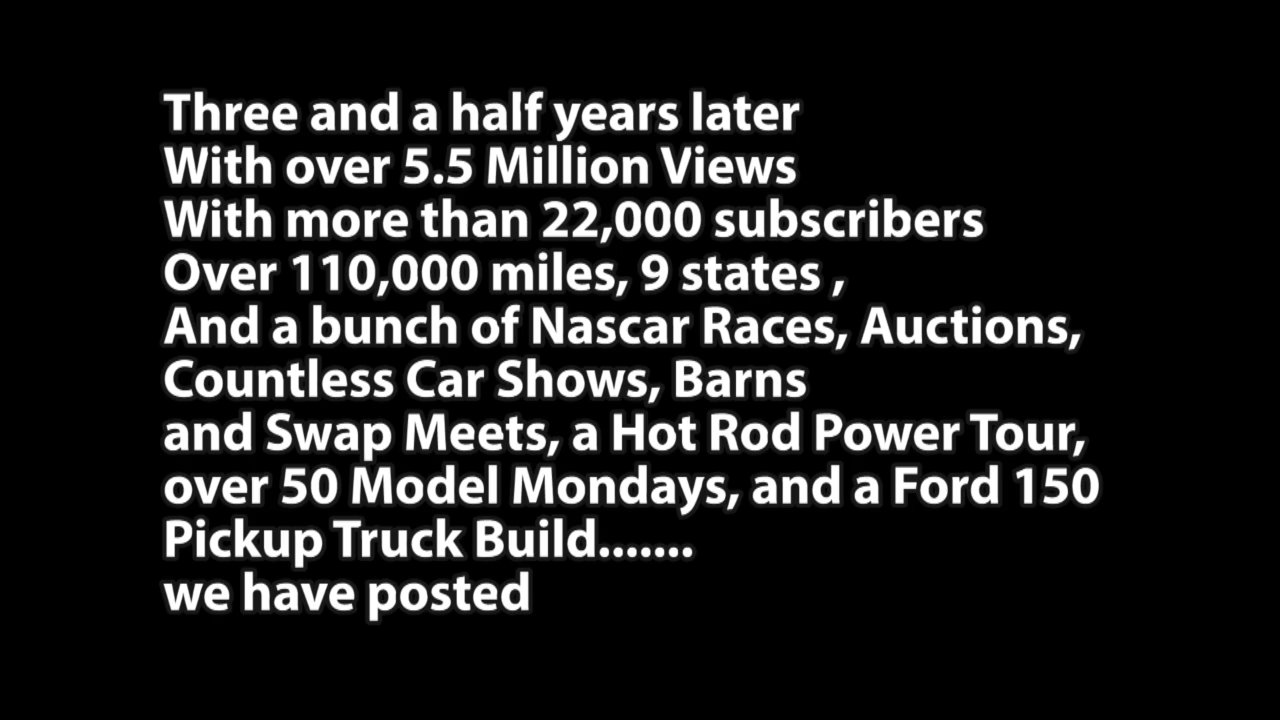 Three and a half years later
With over 5.5 Million Views
With more than 22,000 subscribers
Over 110,000 miles, 9 states ,
And a bunch of Nascar Races, Auctions,
Countless Car Shows, Barns
and Swap Meets, a Hot Rod Power Tour,
over 50 Model Mondays, and a Ford 150
Pickup Truck Build.......
we have posted